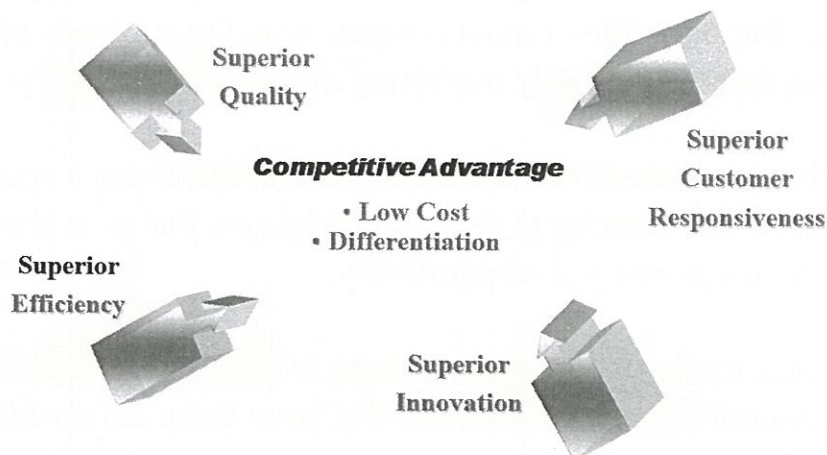 Superior
Quality
Superior
Customer
Responsiveness
Competitive Advantage
• Low Cost
• Differentiation
Superior
Efficiency
Superior
Innovation